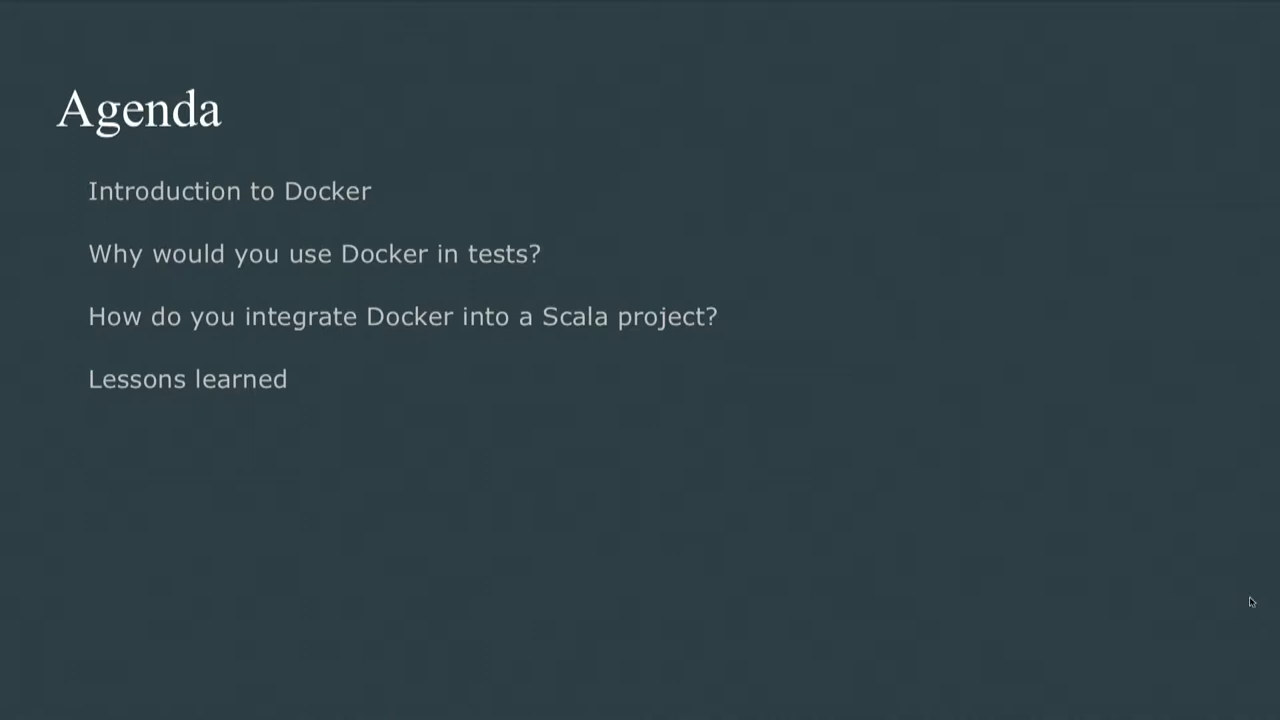 Agenda
Introduction to Docker
Why would you use Docker in tests?
How do you integrate Docker into a Scala project?
Lessons learned